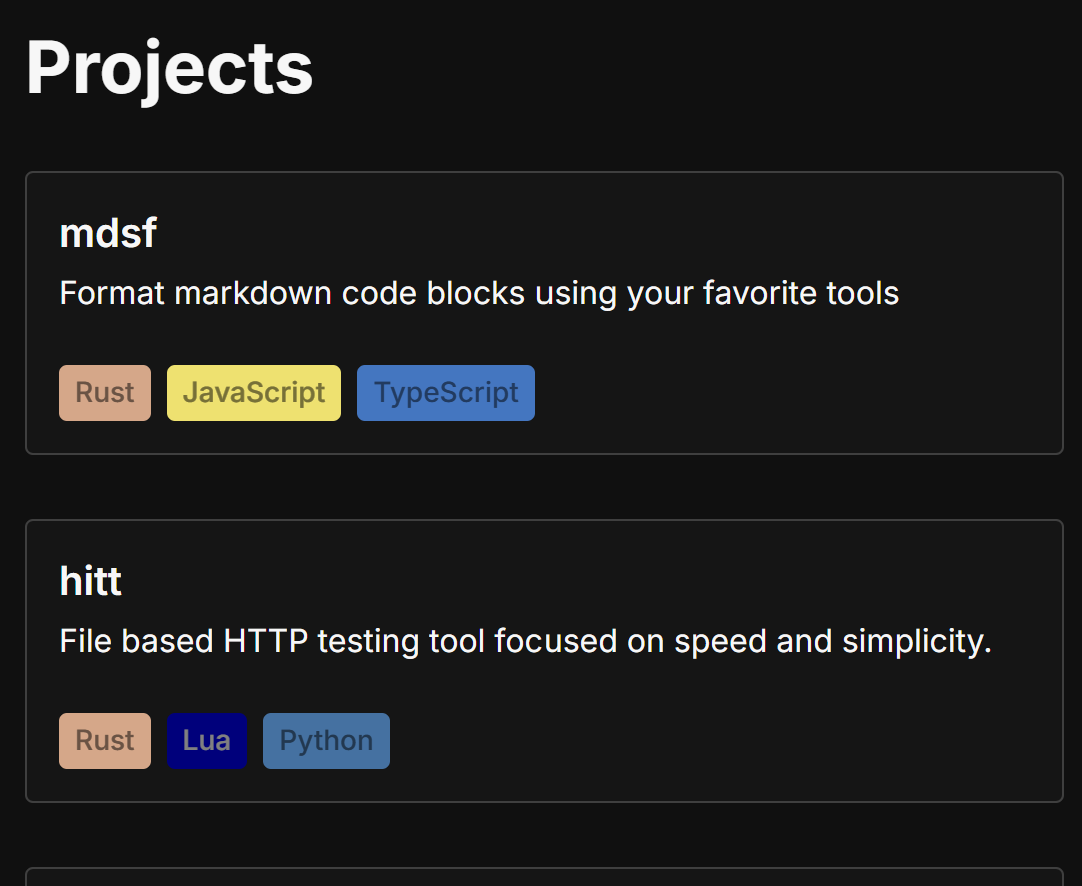 Projects
mdsf
Format markdown code blocks using your favorite tools
Rust JavaScript TypeScript
hitt
File based HTTP testing tool focused on speed and simplicity.
Rust Lua Python